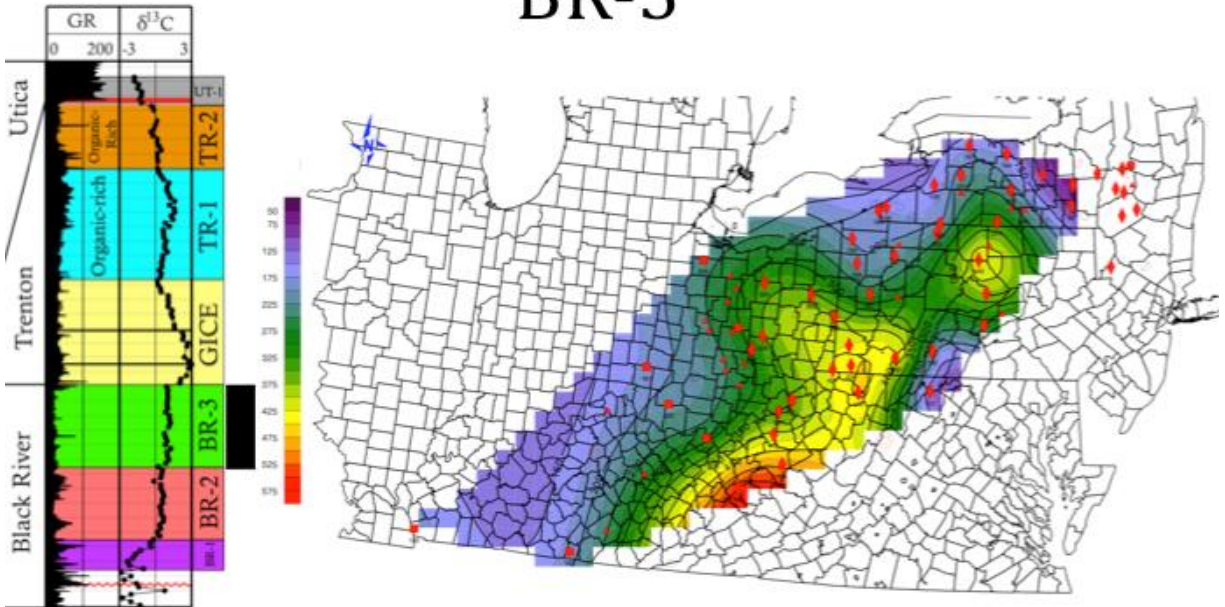 BR-3
GR δ¹³C
0 200 -3 3
Utica
Trenton
Black River
Organic-Rich
Organic-rich
UT-1
TR-2
TR-1
GICE
BR-3
BR-2
BR-1
N
50
75
125
175
225
275
325
375
425
475
525
575